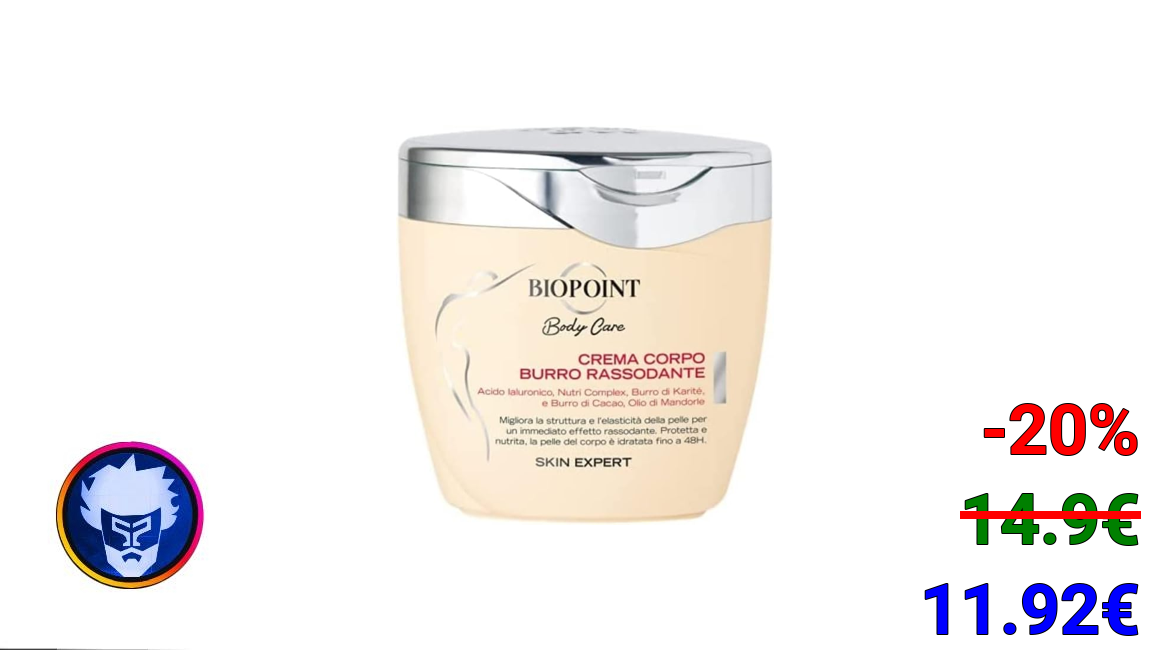 BIOPOINT
Body Care
CREMA CORPO
BURRO RASSODANTE
Acido Ialuronico, Nutri Complex, Burro di Karité,
e Burro di Cacao, Olio di Mandorle
Migliora la struttura e l'elasticità della pelle per
un immediato effetto rassodante. Protetta e
nutrita, la pelle del corpo è idratata fino a 48H.
SKIN EXPERT
-20%
14.9€
11.92€